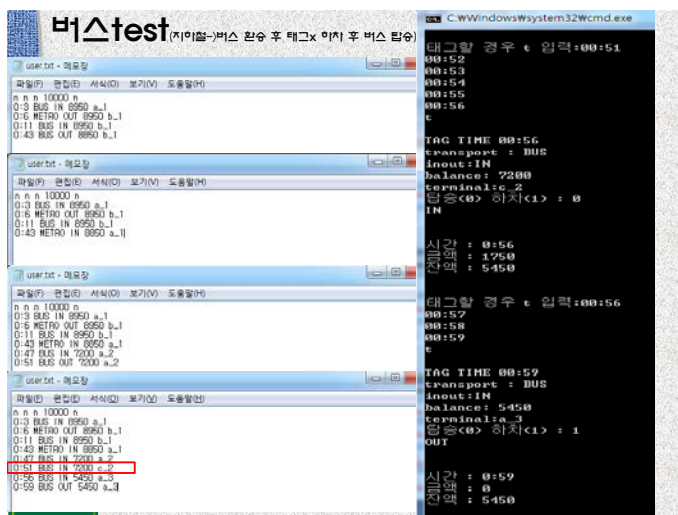 버스test(지하철->버스 환승 후 태그x 하차 후 버스 탑승)
user.txt - 메모장
파일(F) 편집(E) 서식(O) 보기(V) 도움말(H)
n n n 10000 n
0:3 BUS IN 8950 a_1
0:6 METRO OUT 8950 b_1
0:11 BUS IN 8950 b_1
0:43 BUS OUT 8850 b_1
user.txt - 메모장
파일(F) 편집(E) 서식(O) 보기(V) 도움말(H)
n n n 10000 n
0:3 BUS IN 8950 a_1
0:6 METRO OUT 8950 b_1
0:11 BUS IN 8950 b_1
0:43 METRO IN 8850 a_1
user.txt - 메모장
파일(F) 편집(E) 서식(O) 보기(V) 도움말(H)
n n n 10000 n
0:3 BUS IN 8950 a_1
0:6 METRO OUT 8950 b_1
0:11 BUS IN 8950 b_1
0:43 METRO IN 8850 a_1
0:47 BUS IN 7200 a_2
0:51 BUS OUT 7200 a_2
user.txt - 메모장
파일(F) 편집(E) 서식(O) 보기(V) 도움말(H)
n n n 10000 n
0:3 BUS IN 8950 a_1
0:6 METRO OUT 8950 b_1
0:11 BUS IN 8950 b_1
0:43 METRO IN 8850 a_1
0:47 BUS IN 7200 a_2
0:51 BUS IN 7200 c_2
0:56 BUS IN 5450 a_3
0:59 BUS OUT 5450 a_3
C:\Windows\system32\cmd.exe
태그할 경우 t 입력:00:51
00:52
00:53
00:54
00:55
00:56
t
TAG TIME 00:56
transport : BUS
inout:IN
balance: 7200
terminal:c_2
탑승(0) 하차(1) : 0
IN
시간 : 0:56
금액 : 1750
잔액 : 5450
태그할 경우 t 입력:00:56
00:57
00:58
00:59
t
TAG TIME 00:59
transport : BUS
inout:IN
balance: 5450
terminal:a_3
탑승(0) 하차(1) : 1
OUT
시간 : 0:59
금액 : 0
잔액 : 5450